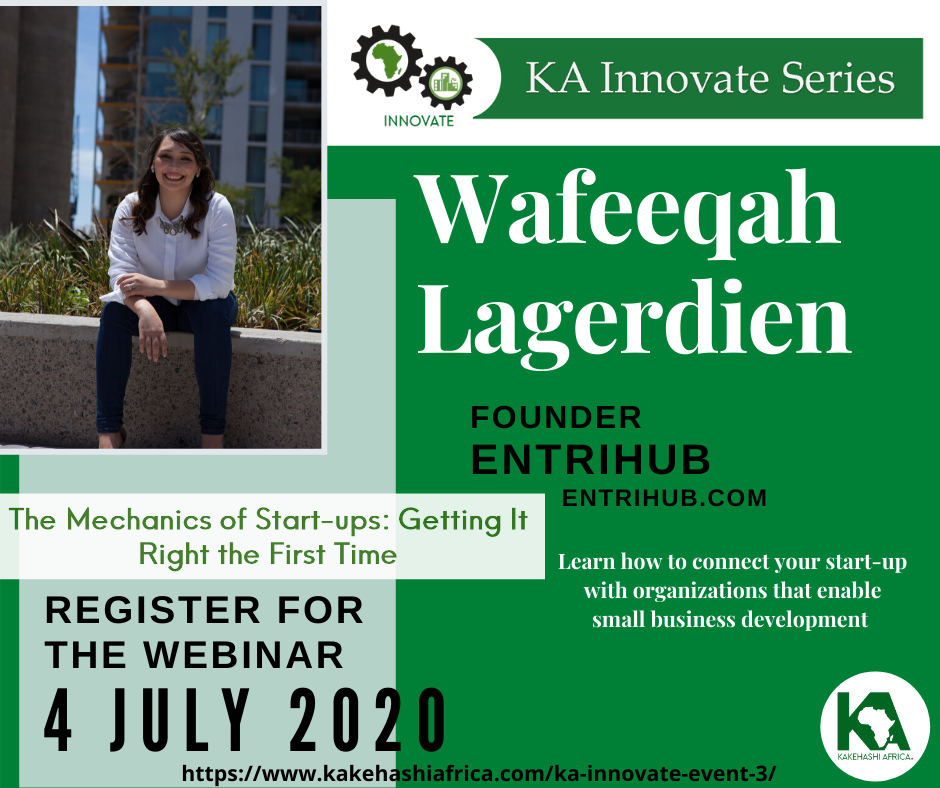 INNOVATE
KA Innovate Series
Wafeeqah
Lagerdien
FOUNDER
ENTRIHUB
ENTRIHUB.COM
The Mechanics of Start-ups: Getting It
Right the First Time
Learn how to connect your start-up
with organizations that enable
small business development
REGISTER FOR
THE WEBINAR
4 JULY 2020
https://www.kakehashiafrica.com/ka-innovate-event-3/
KA
KAKEHASHI AFRICA